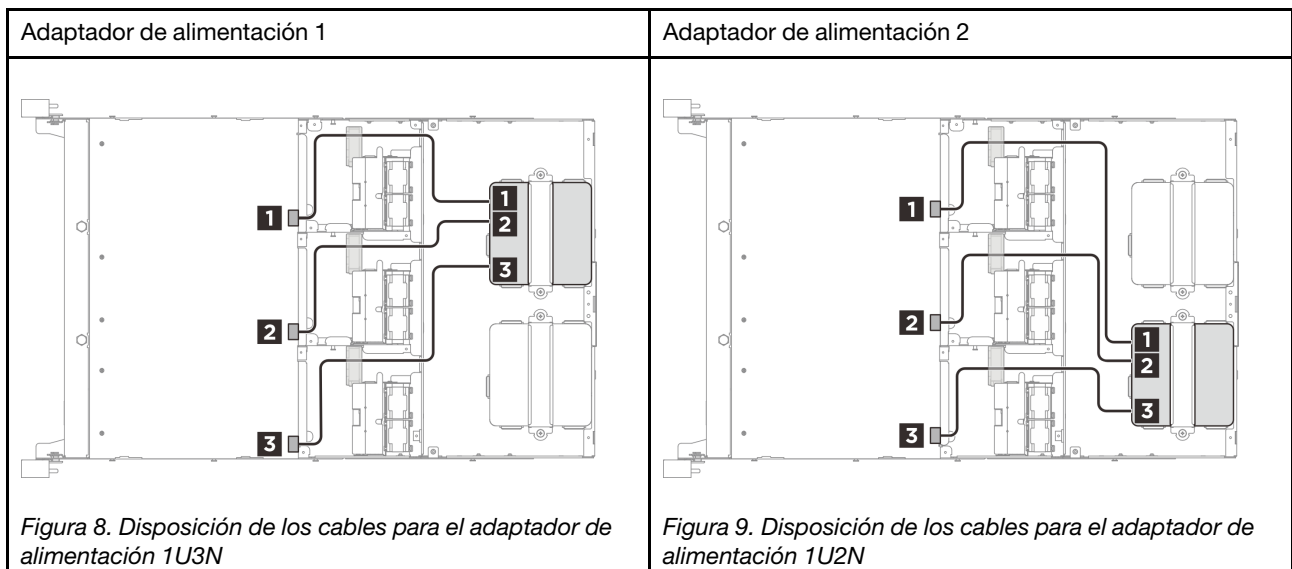 Adaptador de alimentación 1
Adaptador de alimentación 2
1
2
3
1
2
3
1
2
3
1
2
3
Figura 8. Disposición de los cables para el adaptador de
alimentación 1U3N
Figura 9. Disposición de los cables para el adaptador de
alimentación 1U2N